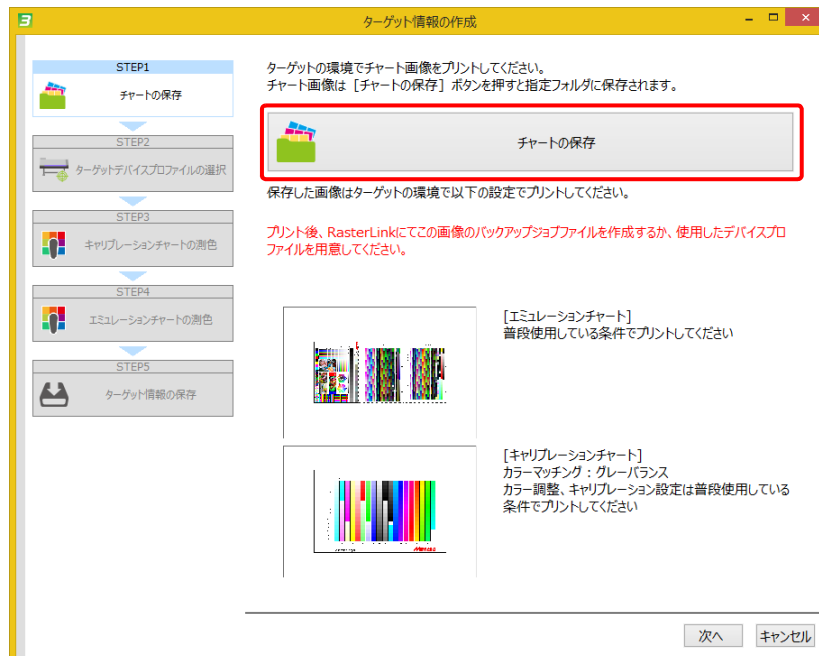 ターゲット情報の作成
STEP1
チャートの保存
STEP2
ターゲットデバイスプロファイルの選択
STEP3
キャリブレーションチャートの測色
STEP4
エミュレーションチャートの測色
STEP5
ターゲット情報の保存
ターゲットの環境でチャート画像をプリントしてください。
チャート画像は［チャートの保存］ボタンを押すと指定フォルダに保存されます。
チャートの保存
保存した画像はターゲットの環境で以下の設定でプリントしてください。
プリント後、RasterLinkにてこの画像のバックアップジョブファイルを作成するか、使用したデバイスプロ
ファイルを用意してください。
[エミュレーションチャート]
普段使用している条件でプリントしてください
[キャリブレーションチャート]
カラーマッチング：グレーバランス
カラー調整、キャリブレーション設定は普段使用している
条件でプリントしてください
次へ
キャンセル